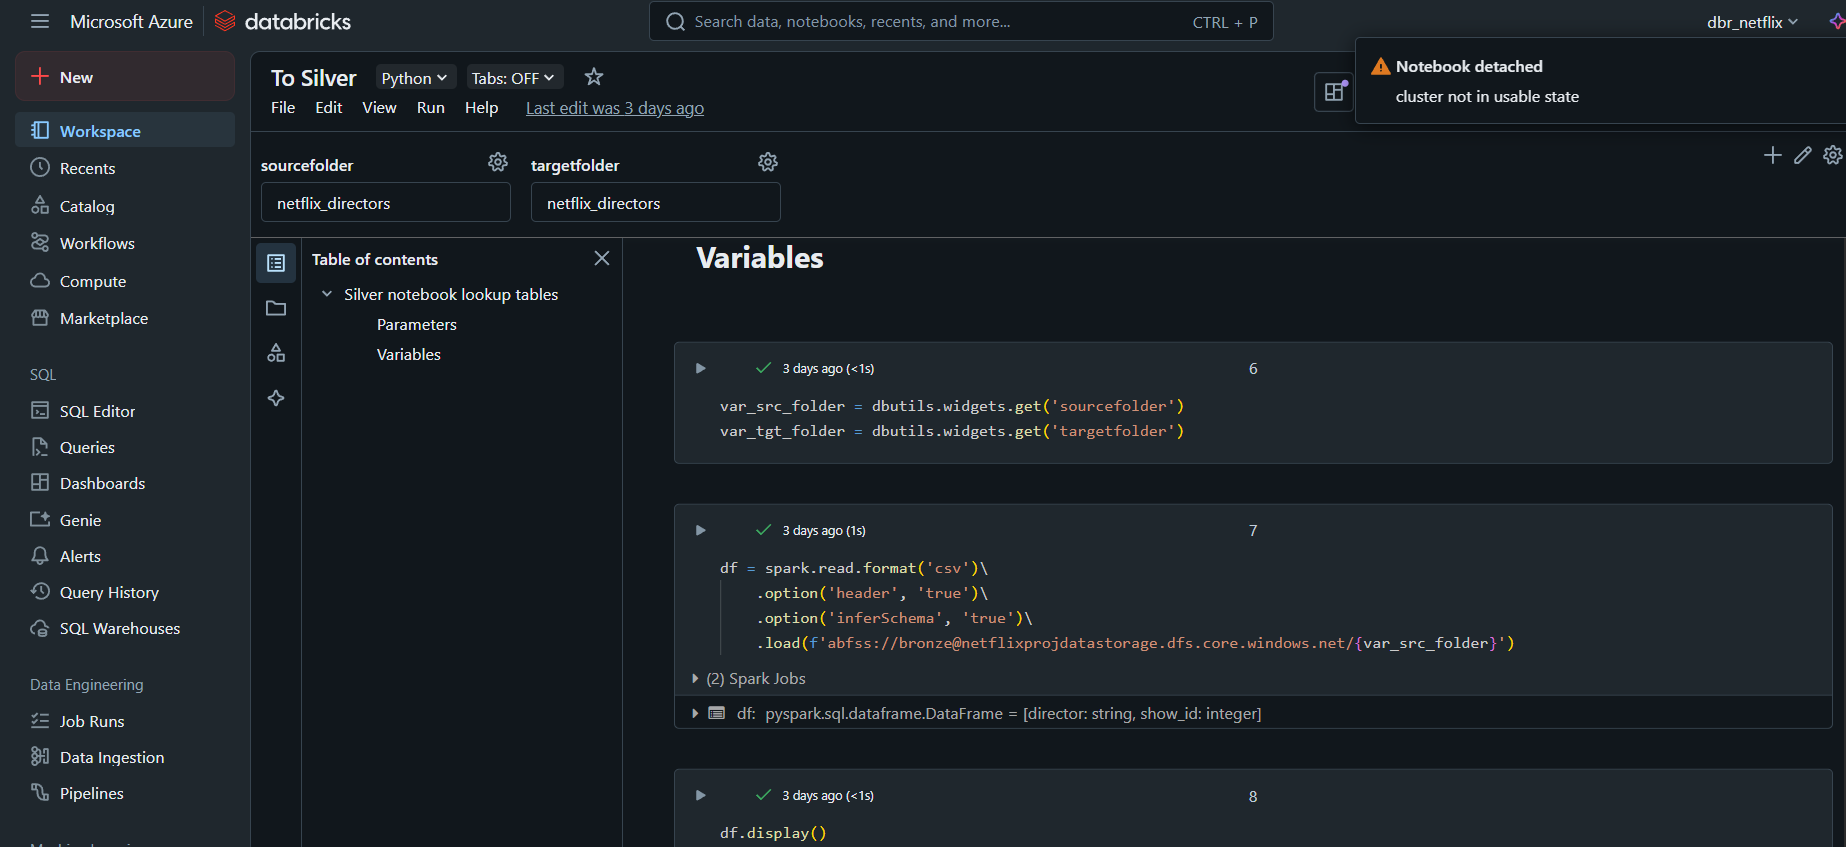 Microsoft Azure
databricks
Search data, notebooks, recents, and more...
CTRL + P
dbr_netflix
New
Workspace
Recents
Catalog
Workflows
Compute
Marketplace
SQL
SQL Editor
Queries
Dashboards
Genie
Alerts
Query History
SQL Warehouses
Data Engineering
Job Runs
Data Ingestion
Pipelines
To Silver
Python
Tabs: OFF
File
Edit
View
Run
Help
Last edit was 3 days ago
Notebook detached
cluster not in usable state
sourcefolder
netflix_directors
targetfolder
netflix_directors
Table of contents
Silver notebook lookup tables
Parameters
Variables
Variables
3 days ago (<1s)
6
var_src_folder = dbutils.widgets.get('sourcefolder')
var_tgt_folder = dbutils.widgets.get('targetfolder')
3 days ago (1s)
7
df = spark.read.format('csv')\
.option('header', 'true')\
.option('inferSchema', 'true')\
.load(f'abfss://bronze@netflixprojdatastorage.dfs.core.windows.net/{var_src_folder}')
(2) Spark Jobs
df: pyspark.sql.dataframe.DataFrame = [director: string, show_id: integer]
3 days ago (<1s)
8
df.display()